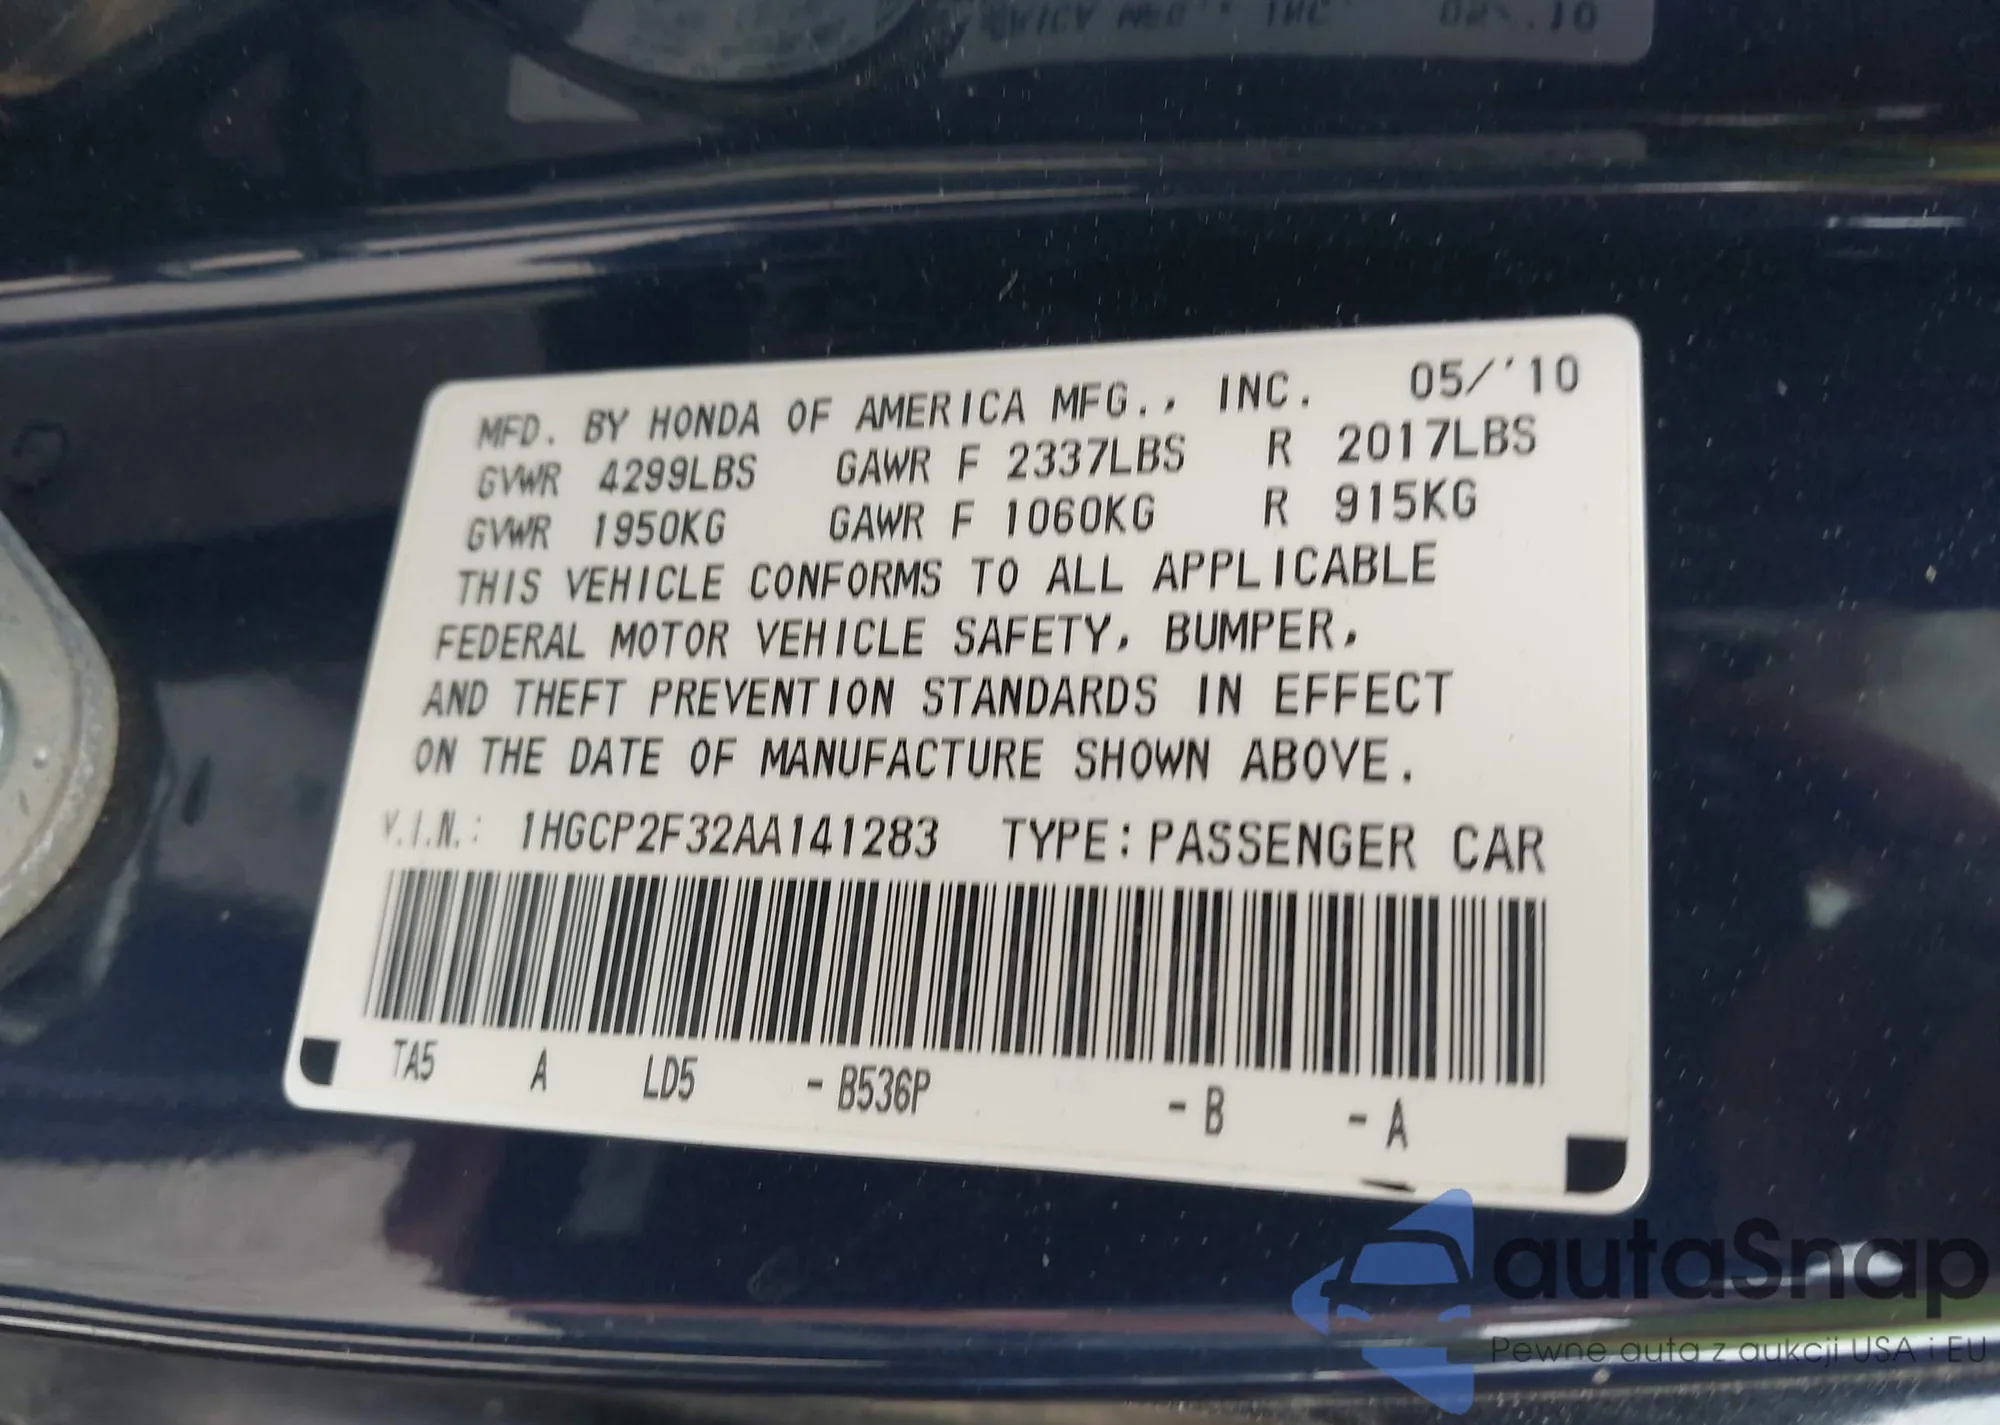 MFD. BY HONDA OF AMERICA MFG., INC. 05/'10
GVWR 4299LBS GAWR F 2337LBS R 2017LBS
GVWR 1950KG GAWR F 1060KG R 915KG
THIS VEHICLE CONFORMS TO ALL APPLICABLE
FEDERAL MOTOR VEHICLE SAFETY, BUMPER,
AND THEFT PREVENTION STANDARDS IN EFFECT
ON THE DATE OF MANUFACTURE SHOWN ABOVE.
V.I.N.: 1HGCP2F32AA141283 TYPE: PASSENGER CAR
TA5 A LD5 - B536P - B - A
autaSnap
Pewne auta z aukcji USA i EU